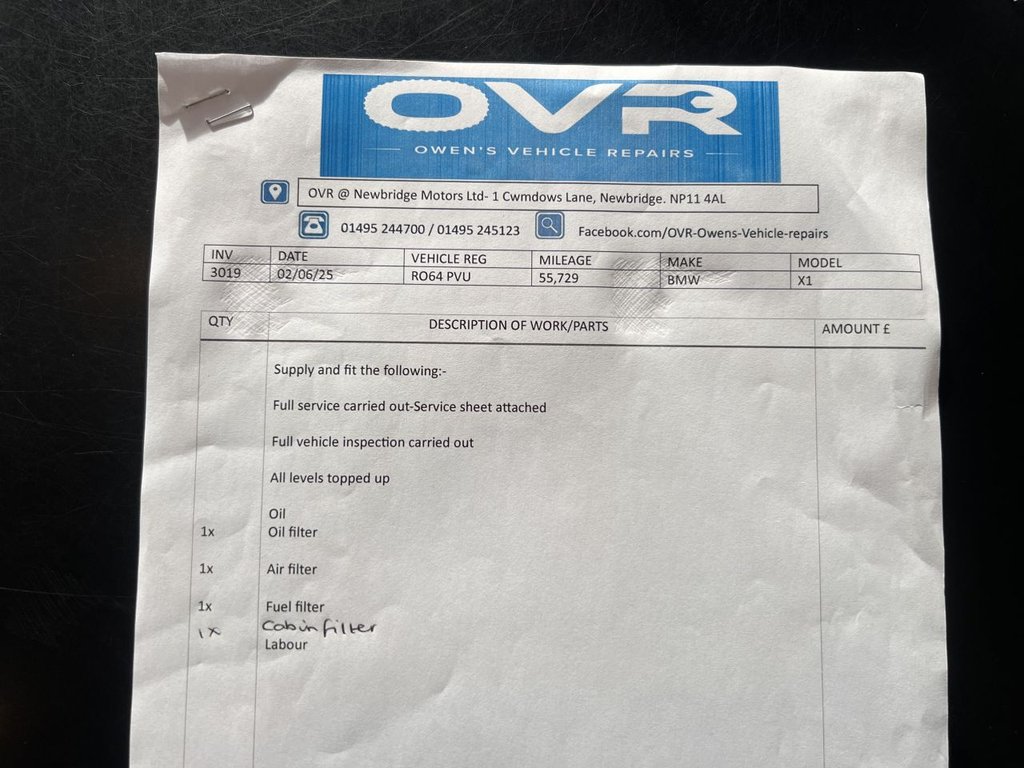 OVR
OWEN'S VEHICLE REPAIRS
OVR @ Newbridge Motors Ltd- 1 Cwmdows Lane, Newbridge. NP11 4AL
01495 244700 / 01495 245123 Facebook.com/OVR-Owens-Vehicle-repairs
INV DATE VEHICLE REG MILEAGE MAKE MODEL
3019 02/06/25 RO64 PVU 55,729 BMW X1
QTY DESCRIPTION OF WORK/PARTS AMOUNT £
Supply and fit the following:-
Full service carried out-Service sheet attached
Full vehicle inspection carried out
All levels topped up
Oil
1x Oil filter
1x Air filter
1x Fuel filter
1x Cabin filter
Labour